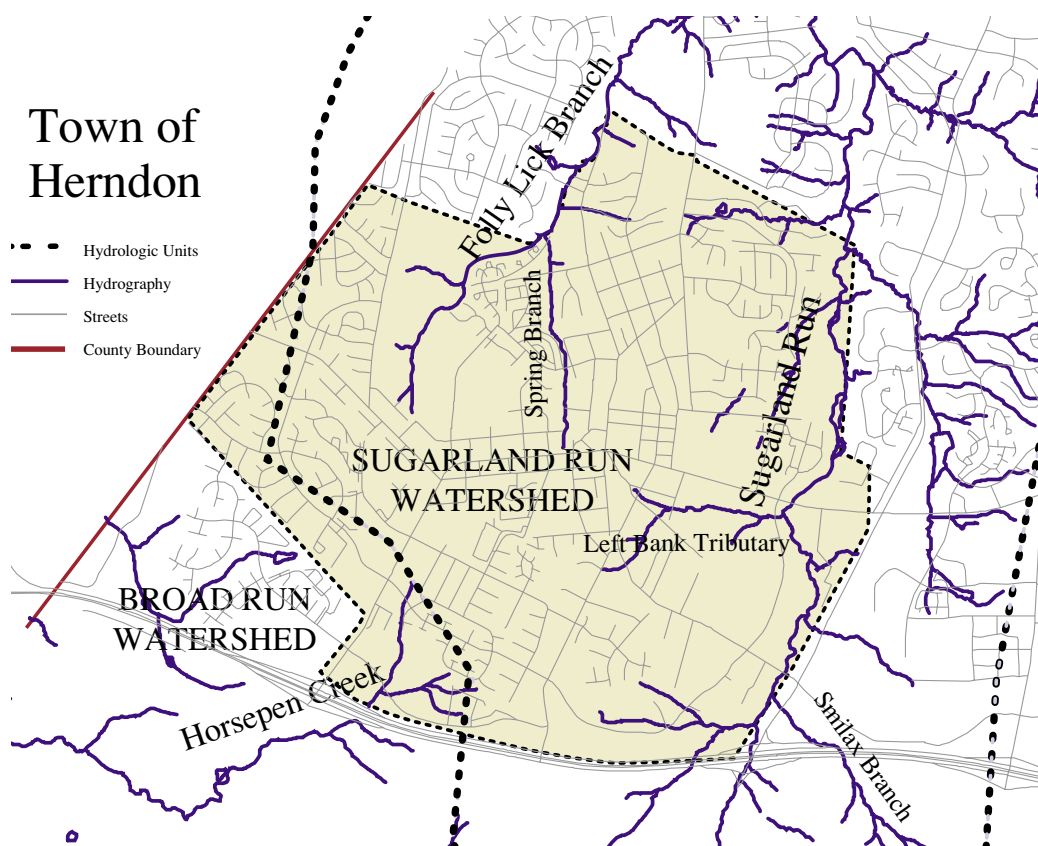 Town of
Herndon
Hydrologic Units
Hydrography
Streets
County Boundary
Folly Lick Branch
Spring Branch
Sugarland Run
SUGARLAND RUN
WATERSHED
Left Bank Tributary
BROAD RUN
WATERSHED
Horsepen Creek
Smilax Branch